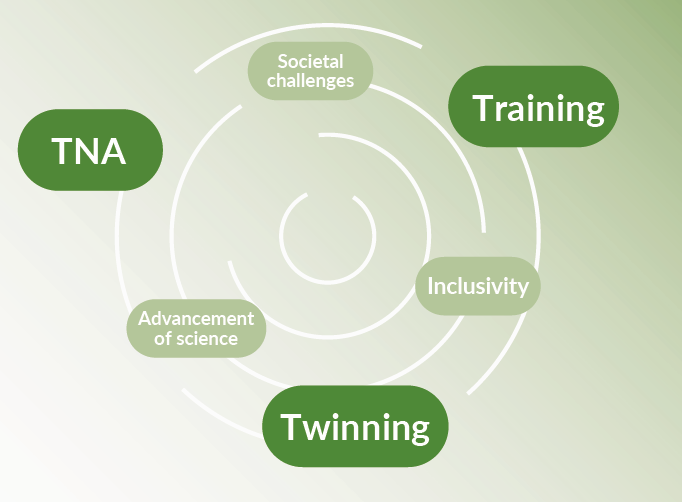 Societal
challenges
Training
TNA
Inclusivity
Advancement
of science
Twinning